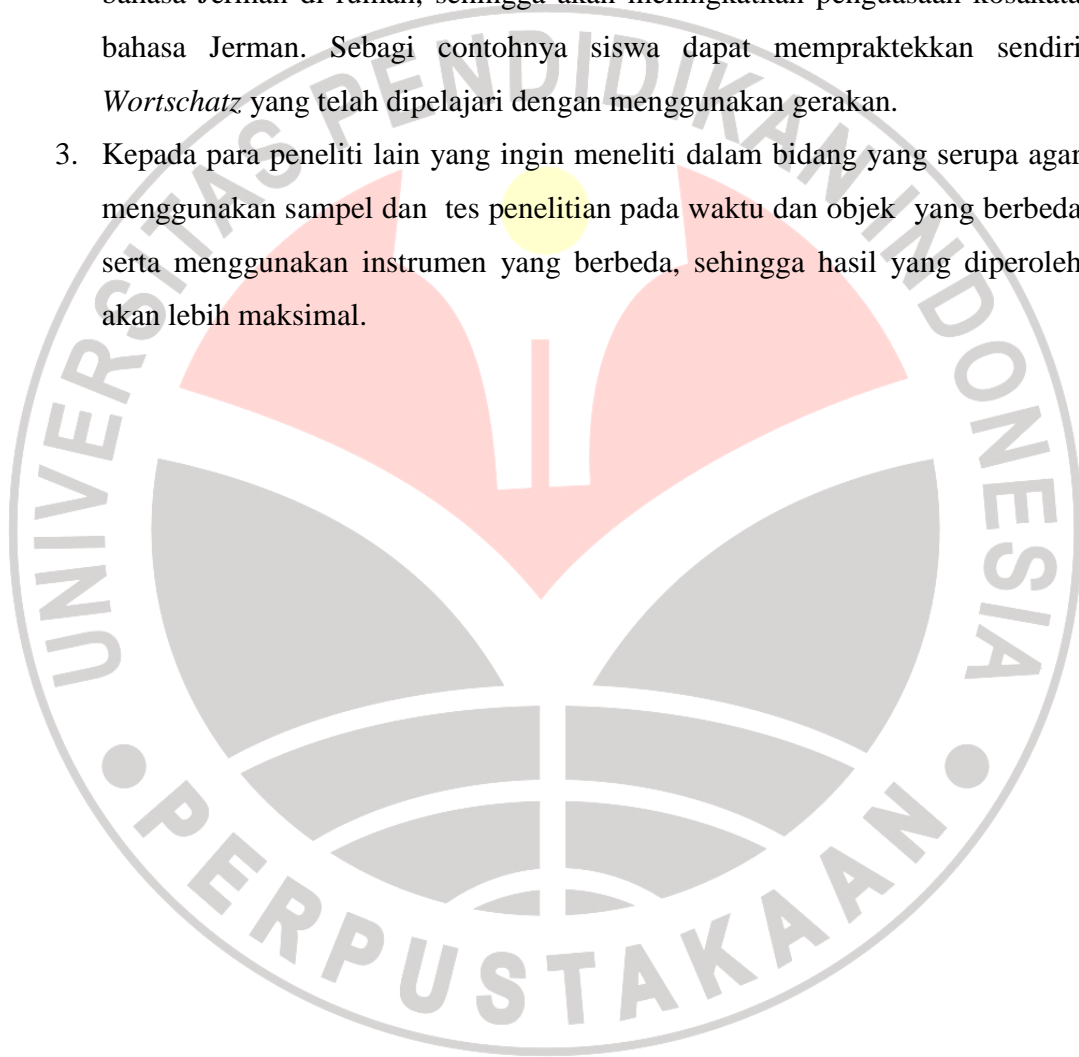 bahasa Jerman di rumah, sehingga akan meningkatkan penguasaan kosakata
bahasa Jerman. Sebagi contohnya siswa dapat mempraktekkan sendiri
Wortschatz yang telah dipelajari dengan menggunakan gerakan.
3. Kepada para peneliti lain yang ingin meneliti dalam bidang yang serupa agar
menggunakan sampel dan tes penelitian pada waktu dan objek yang berbeda
serta menggunakan instrumen yang berbeda, sehingga hasil yang diperoleh
akan lebih maksimal.
UNIVERSITAS PENDIDIKAN INDONESIA
PERPUSTAKAAN